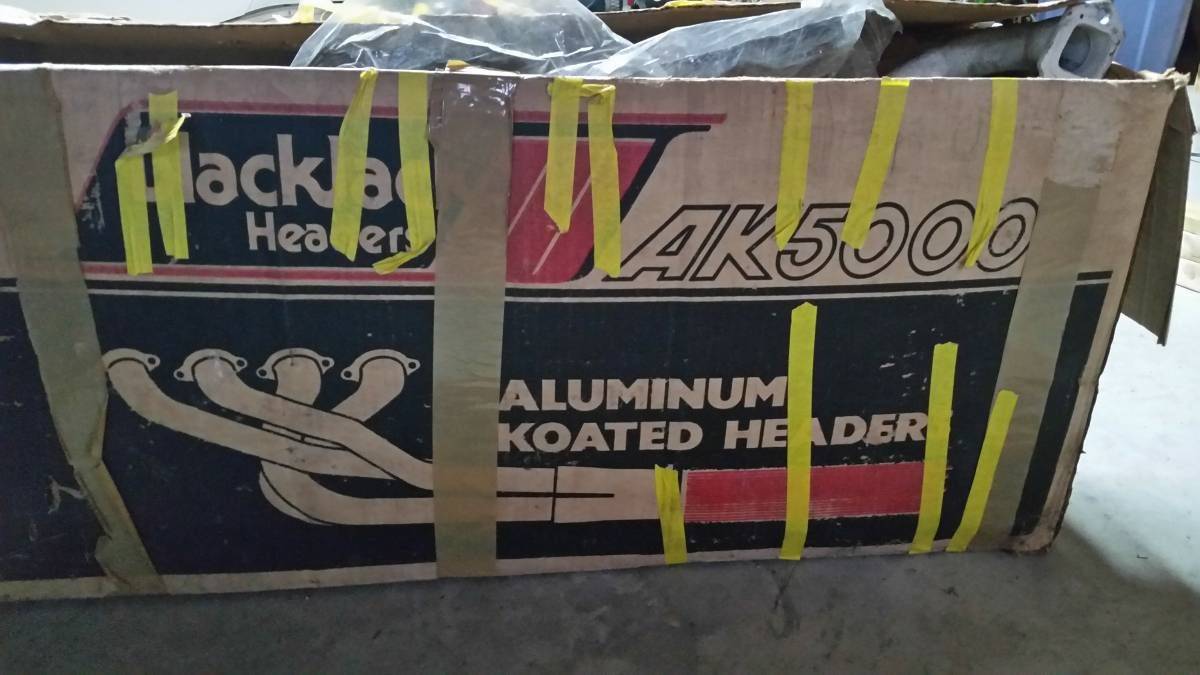 Headers
AK5000
ALUMINUM
KOATED HEADER